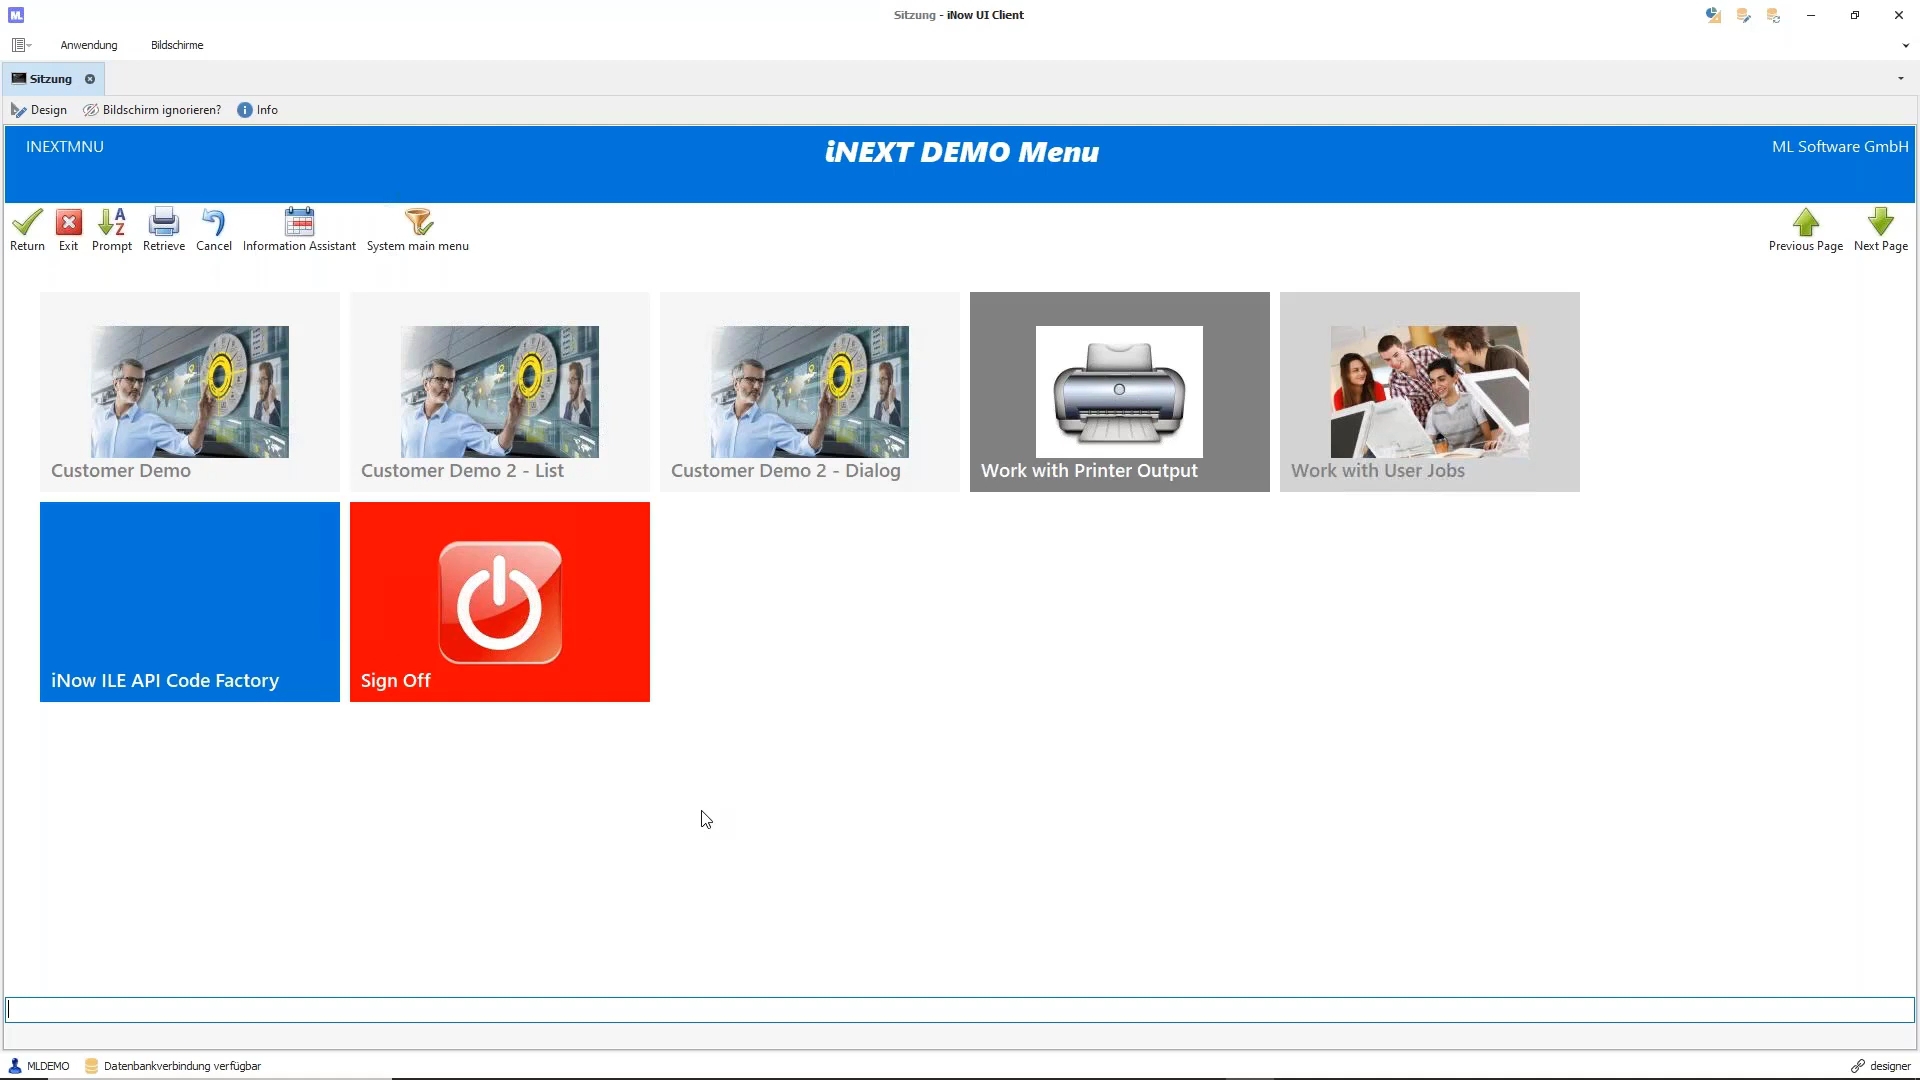 ML
Sitzung - iNow UI Client
Anwendung
Bildschirme
Sitzung
Design
Bildschirm ignorieren?
Info
INEXTMNU
iNEXT DEMO Menu
ML Software GmbH
Return
Exit
Prompt
Retrieve
Cancel
Information Assistant
System main menu
Previous Page
Next Page
Customer Demo
Customer Demo 2 - List
Customer Demo 2 - Dialog
Work with Printer Output
Work with User Jobs
iNow ILE API Code Factory
Sign Off
MLDEMO
Datenbankverbindung verfügbar
designer